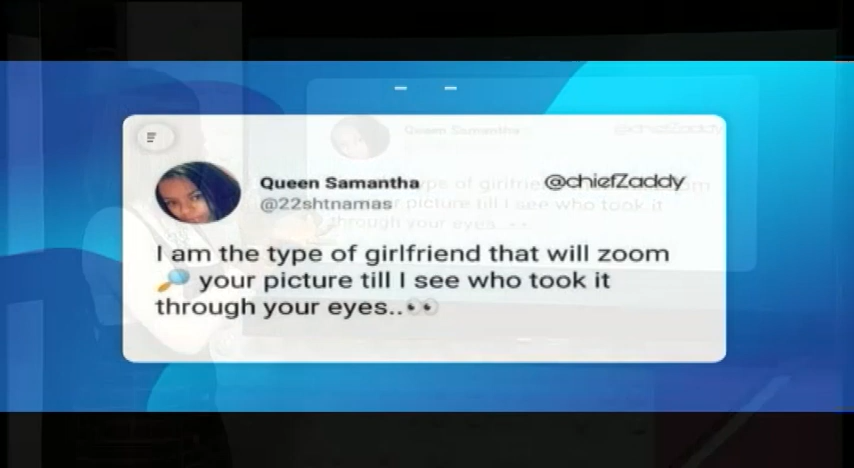 Queen Samantha
@chiefZaddy
@22shtnamas
I am the type of girlfriend that will zoom
🔎 your picture till I see who took it
through your eyes..👀